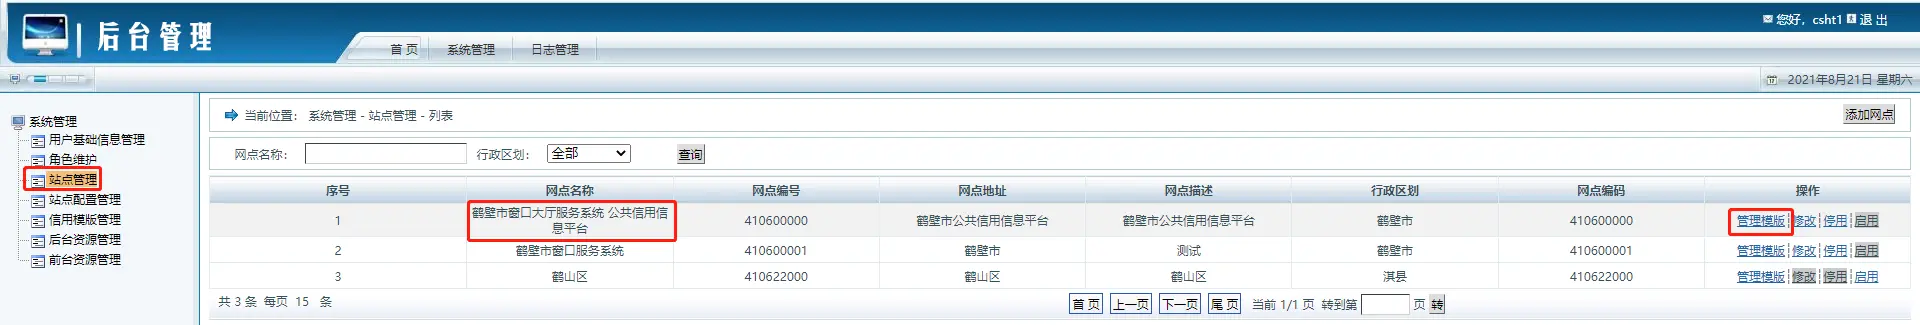 后台管理
您好，csht1 退 出
首 页 系统管理 日志管理
2021年8月21日 星期六
系统管理
用户基础信息管理
角色维护
站点管理
站点配置管理
信用模版管理
后台资源管理
前台资源管理
当前位置： 系统管理 - 站点管理 - 列表
添加网点
网点名称： 行政区划： 全部 查询
序号 网点名称 网点编号 网点地址 网点描述 行政区划 网点编码 操作
1 鹤壁市窗口大厅服务系统 公共信用信息平台 410600000 鹤壁市公共信用信息平台 鹤壁市公共信用信息平台 鹤壁市 410600000 管理模版 修改 停用 启用
2 鹤壁市窗口服务系统 410600001 鹤壁市 测试 鹤壁市 410600001 管理模版 修改 停用 启用
3 鹤山区 410622000 鹤山区 鹤山区 淇县 410622000 管理模版 修改 停用 启用
共 3 条 每页 15 条
首 页 上一页 下一页 尾 页 当前 1/1 页 转到第 页 转